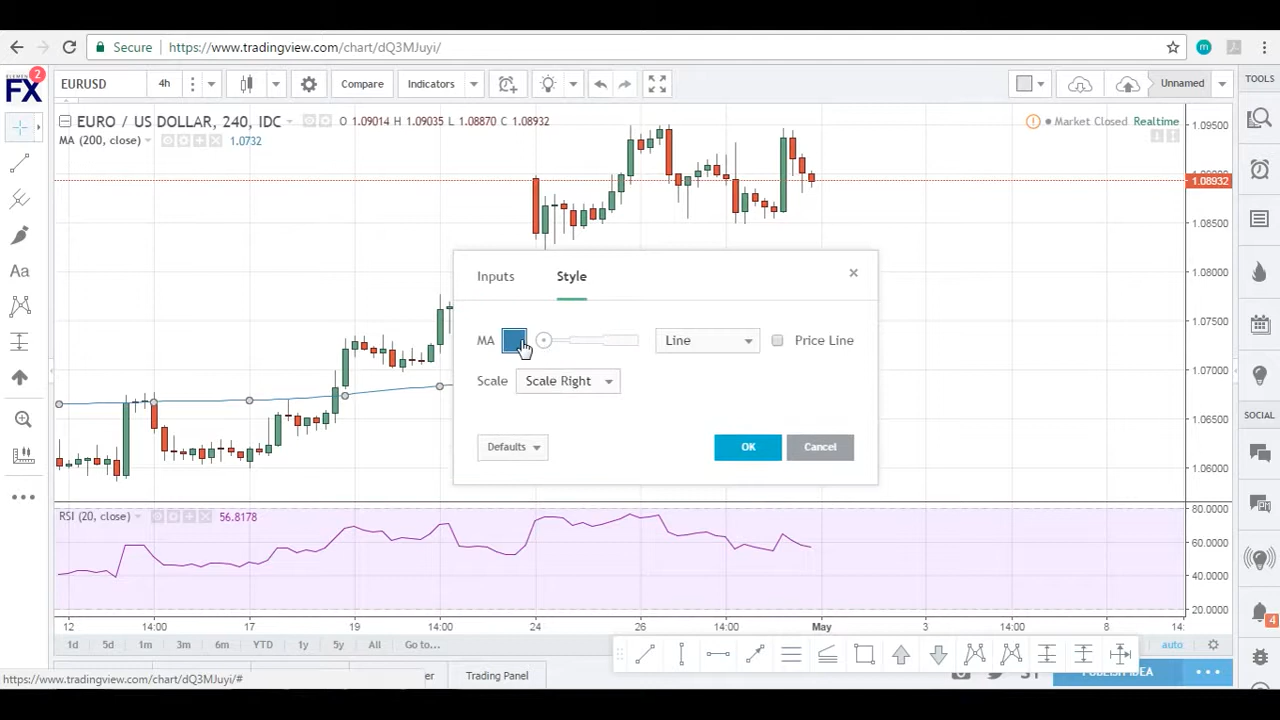 Secure https://www.tradingview.com/chart/dQ3MJuyi/
m
2
FX
EURUSD 4h Compare Indicators Unnamed TOOLS
EURO / US DOLLAR, 240, IDC O 1.09014 H 1.09035 L 1.08870 C 1.08932 Market Closed Realtime
MA (200, close) 1.0732
1.09500
1.08932
1.08500
1.08000
1.07500
1.07000
1.06500
1.06000
Aa
Inputs Style ×
MA Line Price Line
Scale Scale Right
Defaults OK Cancel
SOCIAL
RSI (20, close) 56.8178
80.0000
60.0000
40.0000
20.0000
12 14:00 17 19 14:00 24 26 14:00 May 3 14:00 8 14:
1d 5d 1m 3m 6m YTD 1y 5y All Go to... auto
4
Trading Panel
https://www.tradingview.com/chart/dQ3MJuyi/#
PUBLISH IDEA